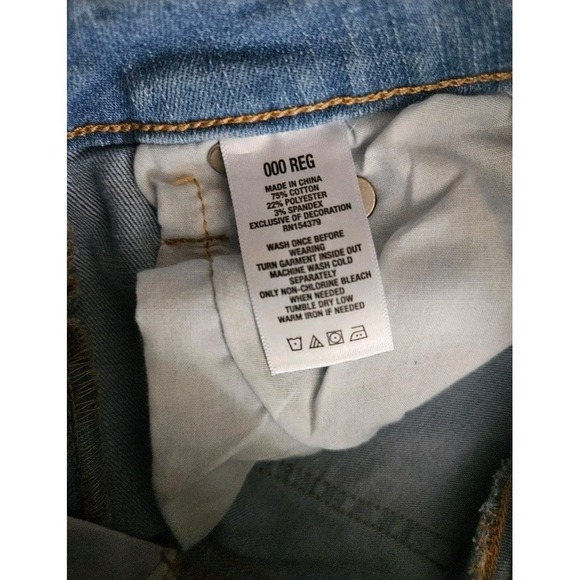 000 REG
MADE IN CHINA
75% COTTON
22% POLYESTER
3% SPANDEX
EXCLUSIVE OF DECORATION
RN154379
WASH ONCE BEFORE
WEARING
TURN GARMENT INSIDE OUT
MACHINE WASH COLD
SEPARATELY
ONLY NON-CHLORINE BLEACH
WHEN NEEDED
TUMBLE DRY LOW
WARM IRON IF NEEDED